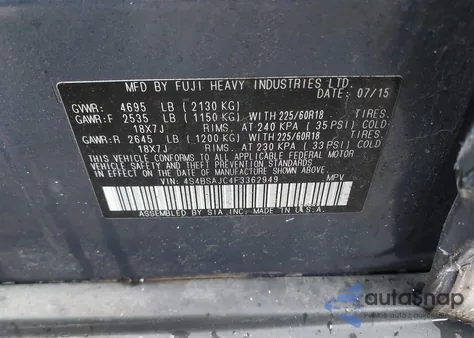 MFD BY FUJI HEAVY INDUSTRIES LTD.
DATE: 07/15
GVWR: 4695 LB (2130 KG)
GAWR:F 2535 LB (1150 KG) WITH 225/60R18 TIRES.
18X7J RIMS. AT 240 KPA (35 PSI) COLD
GAWR:R 2645 LB (1200 KG) WITH 225/60R18 TIRES.
18X7J RIMS. AT 230 KPA (33 PSI) COLD
THIS VEHICLE CONFORMS TO ALL APPLICABLE FEDERAL MOTOR
VEHICLE SAFETY, BUMPER, AND THEFT PREVENTION STANDARDS
IN EFFECT ON THE DATE OF MANUFACTURE SHOWN ABOVE.
VIN: 4S4BSAJC4F3362949 MPV
ASSEMBLED BY SIA INC. MADE IN U.S.A.
autoSnap